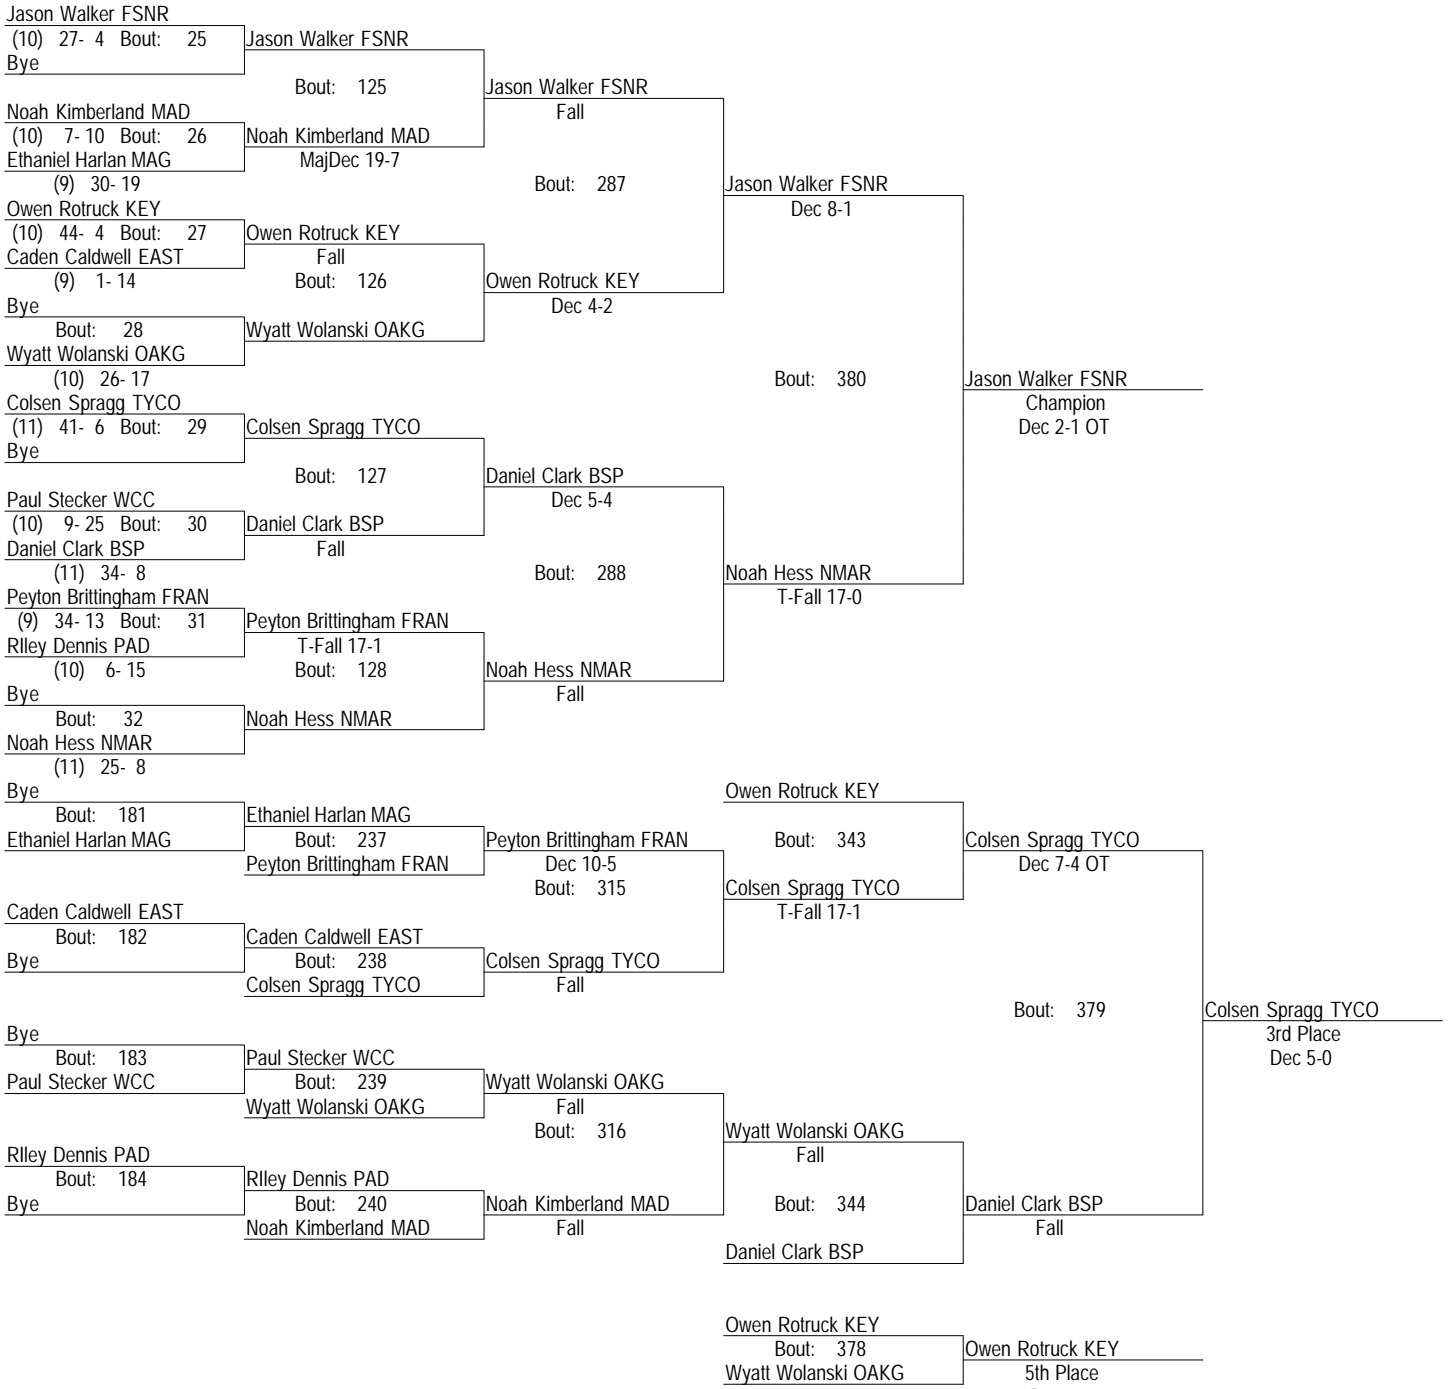 Jason Walker FSNR
(10) 27- 4 Bout: 25 Jason Walker FSNR
Bye
Bout: 125 Jason Walker FSNR
Noah Kimberland MAD Fall
(10) 7- 10 Bout: 26 Noah Kimberland MAD
Ethaniel Harlan MAG MajDec 19-7
(9) 30- 19 Bout: 287 Jason Walker FSNR
Owen Rotruck KEY Dec 8-1
(10) 44- 4 Bout: 27 Owen Rotruck KEY
Caden Caldwell EAST Fall
(9) 1- 14 Bout: 126 Owen Rotruck KEY
Bye Dec 4-2
Bout: 28 Wyatt Wolanski OAKG
Wyatt Wolanski OAKG
(10) 26- 17 Bout: 380 Jason Walker FSNR
Colsen Spragg TYCO Champion
(11) 41- 6 Bout: 29 Colsen Spragg TYCO Dec 2-1 OT
Bye
Bout: 127 Daniel Clark BSP
Paul Stecker WCC Dec 5-4
(10) 9- 25 Bout: 30 Daniel Clark BSP
Daniel Clark BSP Fall
(11) 34- 8 Bout: 288 Noah Hess NMAR
Peyton Brittingham FRAN T-Fall 17-0
(9) 34- 13 Bout: 31 Peyton Brittingham FRAN
RIley Dennis PAD T-Fall 17-1
(10) 6- 15 Bout: 128 Noah Hess NMAR
Bye Fall
Bout: 32 Noah Hess NMAR
Noah Hess NMAR
(11) 25- 8
Bye Owen Rotruck KEY
Bout: 181 Ethaniel Harlan MAG
Ethaniel Harlan MAG Bout: 237 Peyton Brittingham FRAN Bout: 343 Colsen Spragg TYCO
Peyton Brittingham FRAN Dec 10-5 Dec 7-4 OT
Bout: 315 Colsen Spragg TYCO
Caden Caldwell EAST T-Fall 17-1
Bout: 182 Caden Caldwell EAST
Bye Bout: 238 Colsen Spragg TYCO
Colsen Spragg TYCO Fall
Bout: 379 Colsen Spragg TYCO
Bye 3rd Place
Bout: 183 Paul Stecker WCC Dec 5-0
Paul Stecker WCC Bout: 239 Wyatt Wolanski OAKG
Wyatt Wolanski OAKG Fall
Bout: 316 Wyatt Wolanski OAKG
RIley Dennis PAD Fall
Bout: 184 RIley Dennis PAD
Bye Bout: 240 Noah Kimberland MAD Bout: 344 Daniel Clark BSP
Noah Kimberland MAD Fall Fall
Daniel Clark BSP
Owen Rotruck KEY
Bout: 378 Owen Rotruck KEY
Wyatt Wolanski OAKG 5th Place